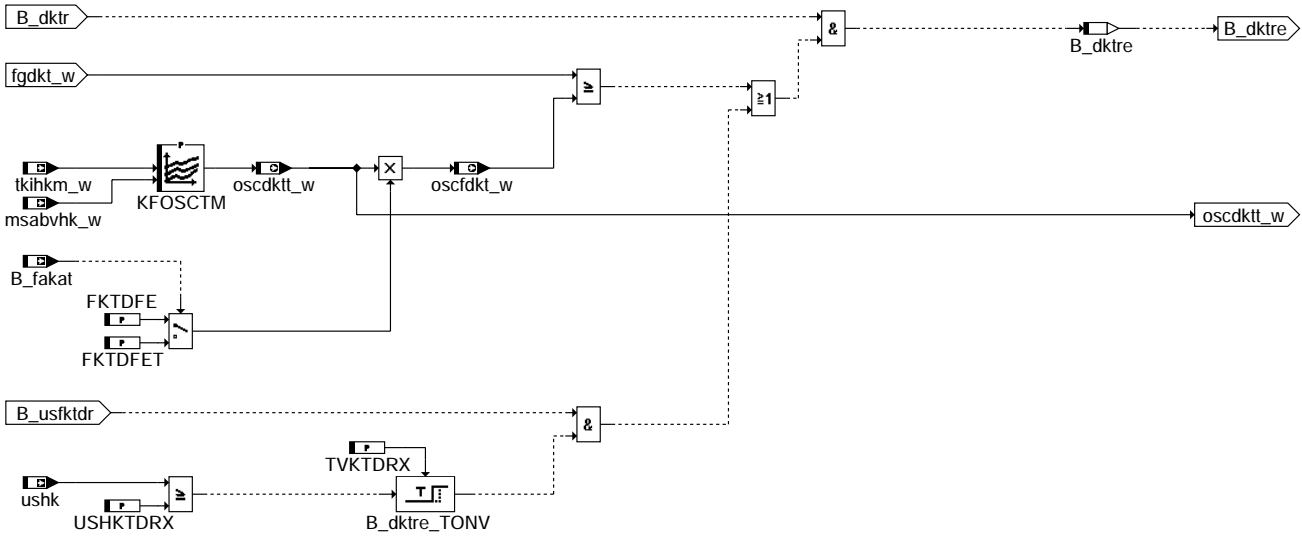 B_dktr
&
B_dktre
B_dktre
fgdkt_w
≥
≥1
P
tkihkm_w
KFOSCTM
oscdktt_w
X
oscfdkt_w
msabvhk_w
oscdktt_w
B_fakat
FKTDFE
P
P
FKTDFET
B_usfktdr
&
P
TVKTDRX
ushk
P
USHKTDRX
≥
T
B_dktre_TONV